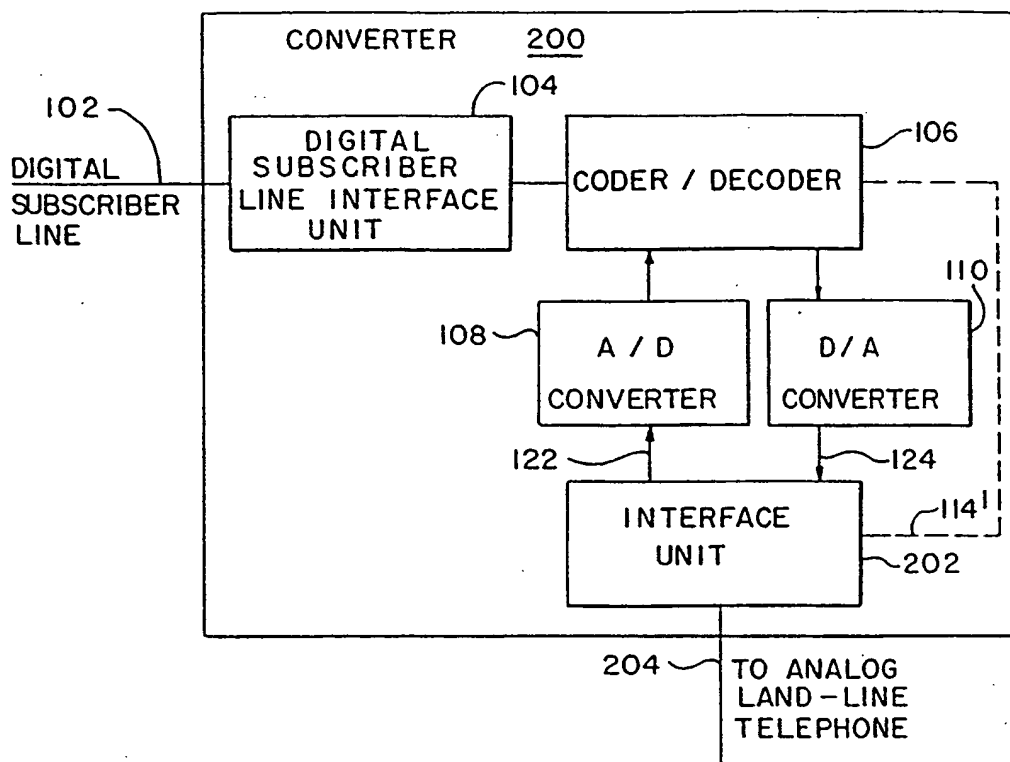 CONVERTER 200
102
104
106
DIGITAL
SUBSCRIBER
LINE
DIGITAL
SUBSCRIBER
LINE INTERFACE
UNIT
CODER / DECODER
108
A / D
CONVERTER
110
D/A
CONVERTER
122
124
INTERFACE
UNIT
114'
202
204
TO ANALOG
LAND-LINE
TELEPHONE